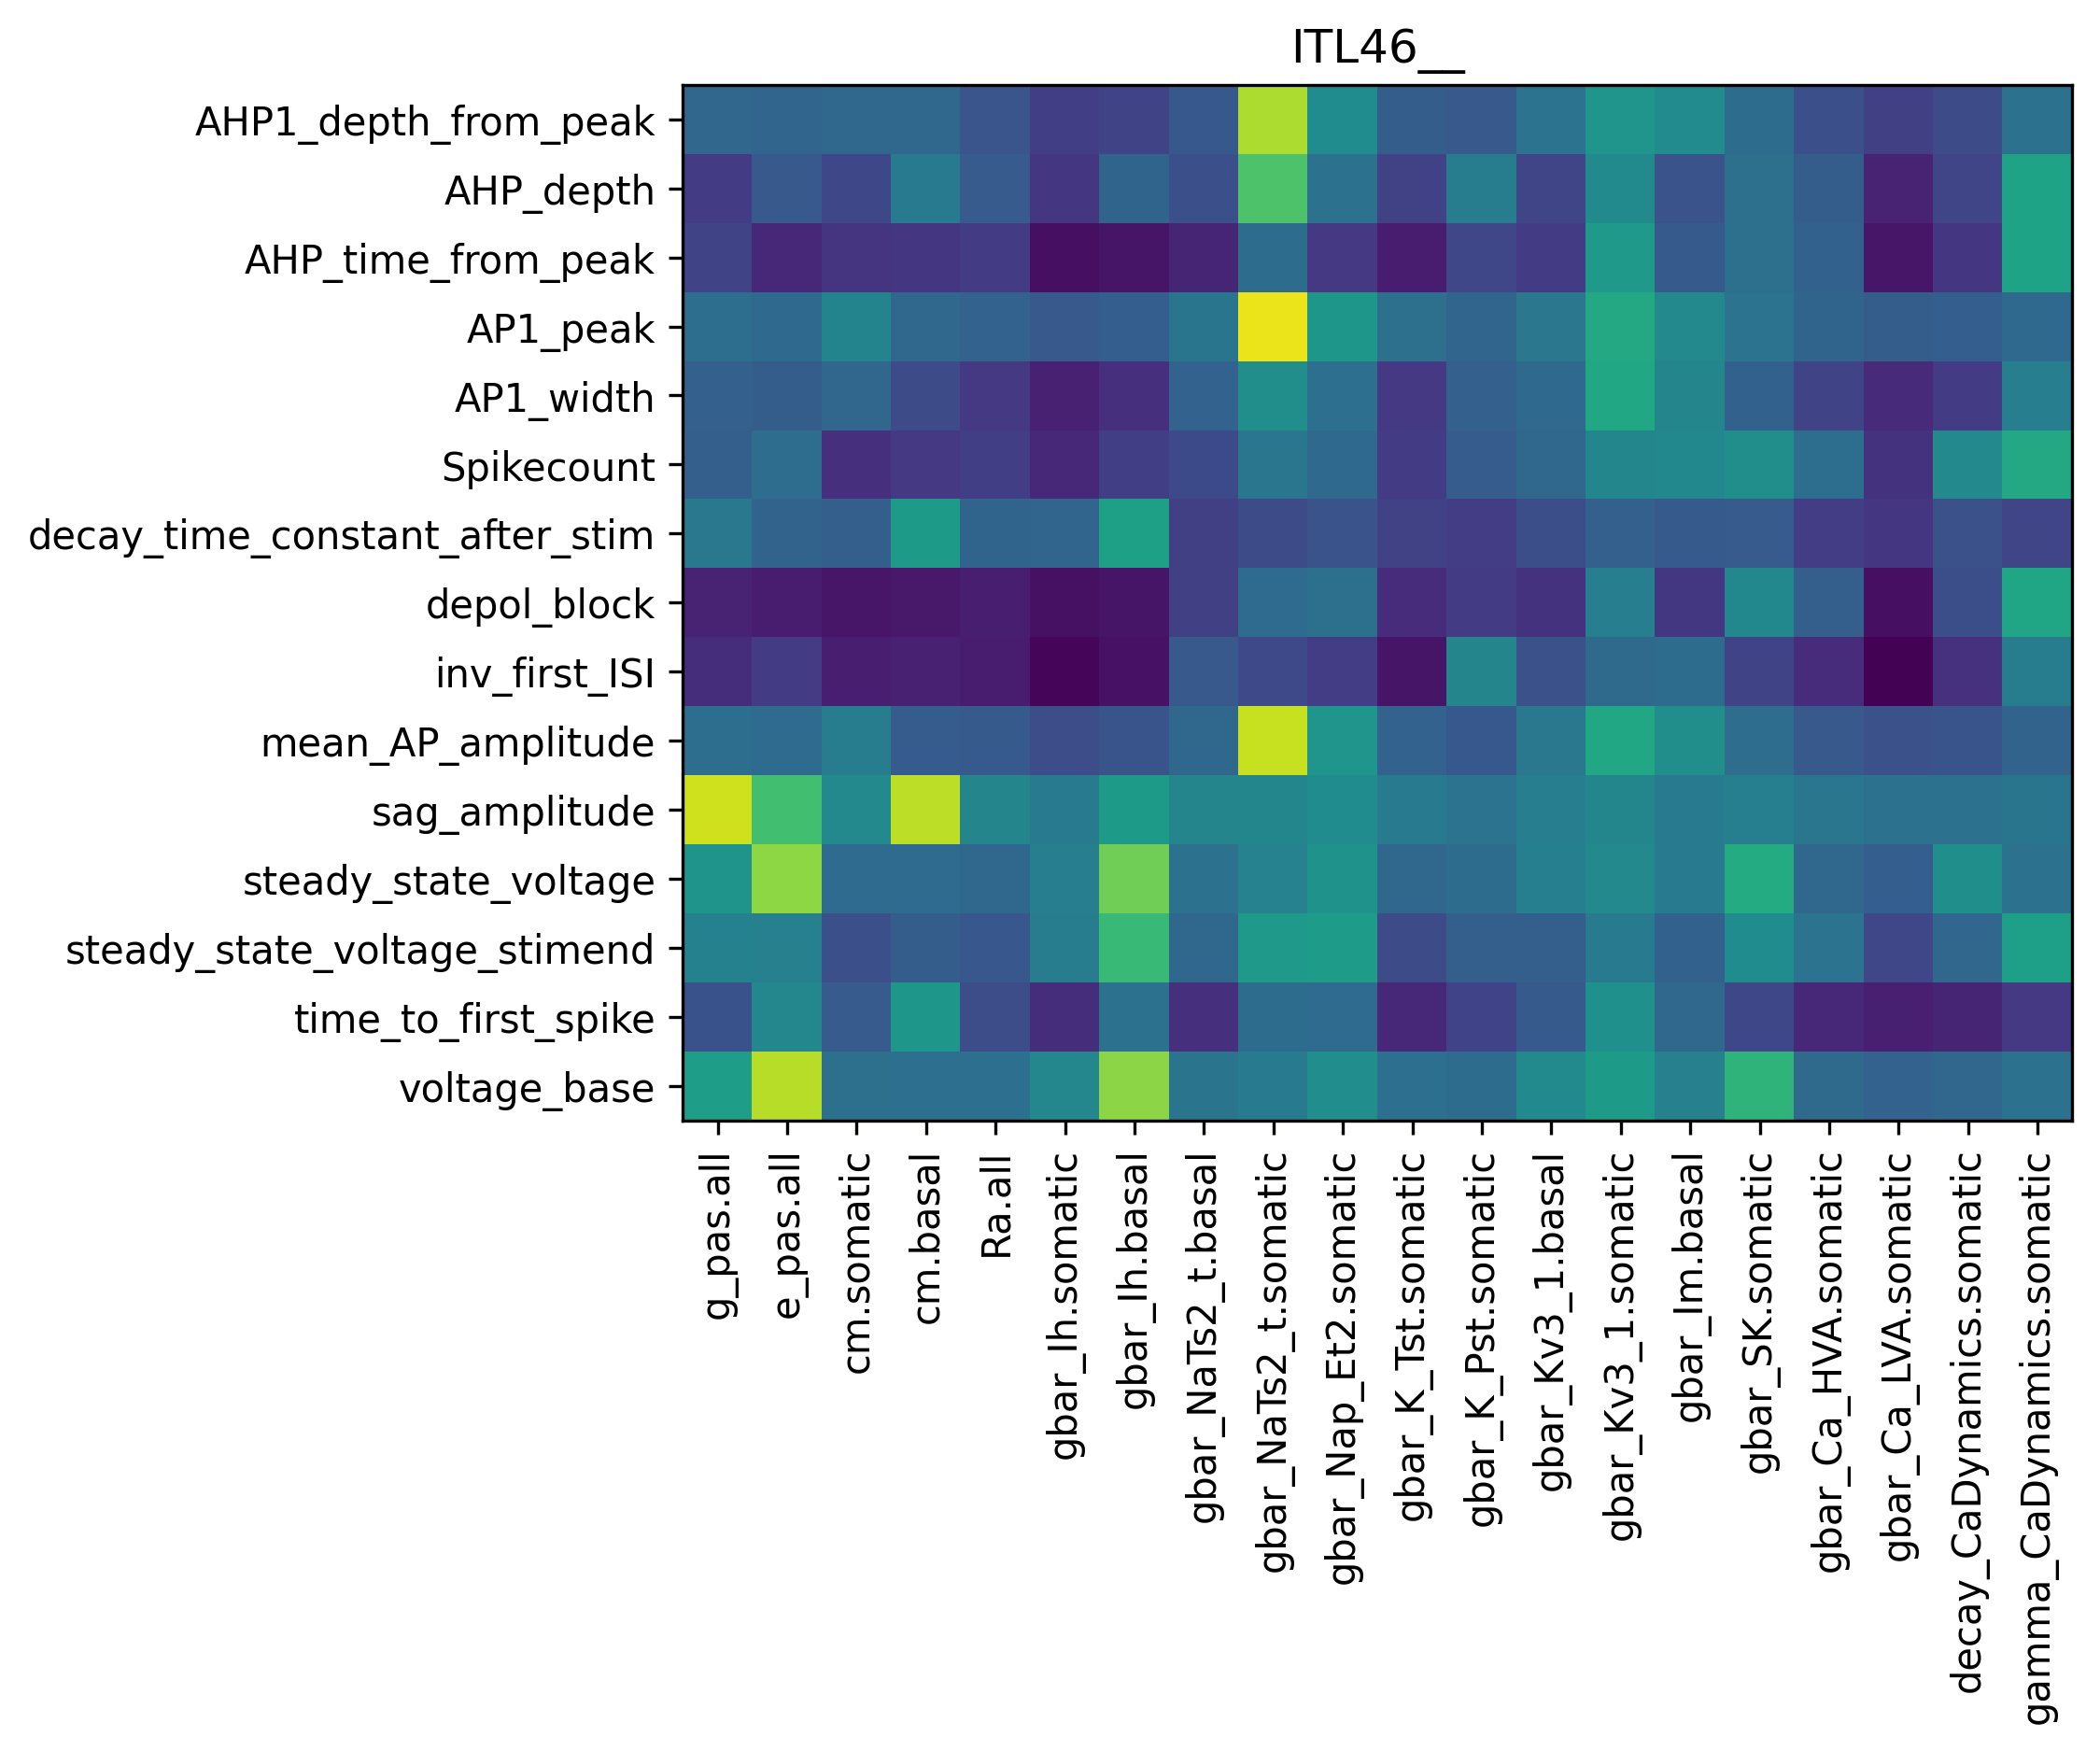 ITL46__
AHP1_depth_from_peak
AHP_depth
AHP_time_from_peak
AP1_peak
AP1_width
Spikecount
decay_time_constant_after_stim
depol_block
inv_first_ISI
mean_AP_amplitude
sag_amplitude
steady_state_voltage
steady_state_voltage_stimend
time_to_first_spike
voltage_base
g_pas.all
e_pas.all
cm.somatic
cm.basal
Ra.all
gbar_Ih.somatic
gbar_Ih.basal
gbar_NaTs2_t.basal
gbar_NaTs2_t.somatic
gbar_Nap_Et2.somatic
gbar_K_Tst.somatic
gbar_K_Pst.somatic
gbar_Kv3_1.basal
gbar_Kv3_1.somatic
gbar_Im.basal
gbar_SK.somatic
gbar_Ca_HVA.somatic
gbar_Ca_LVA.somatic
decay_CaDynamics.somatic
gamma_CaDynamics.somatic